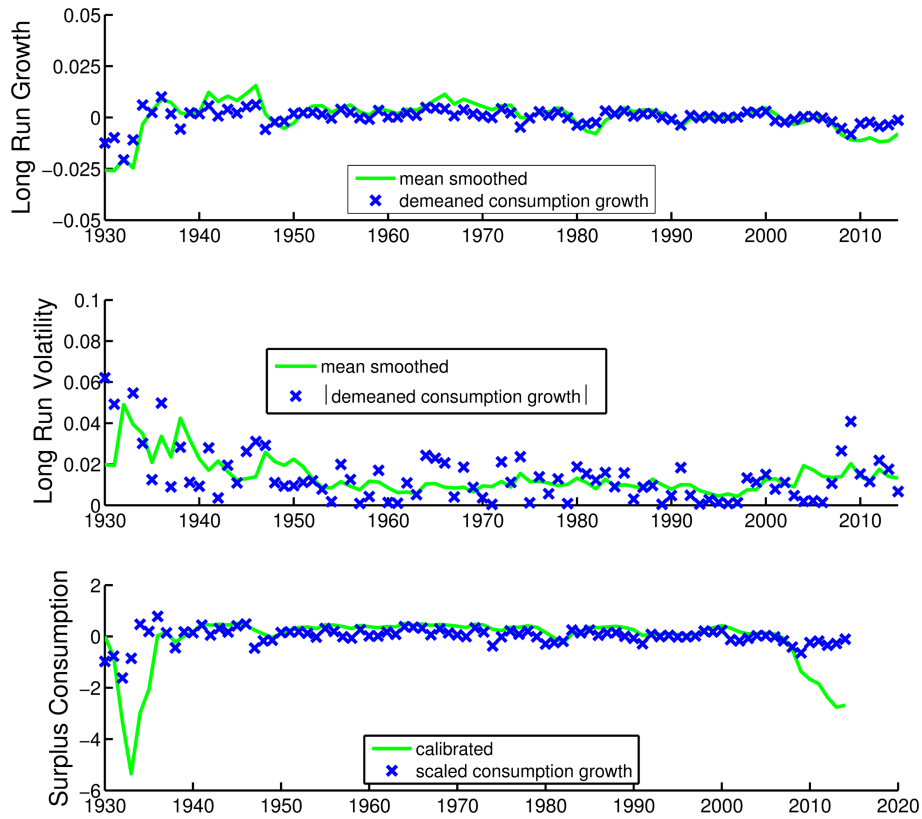 0.05
0.025
0
−0.025
−0.05
Long Run Growth
mean smoothed
demeaned consumption growth
1930 1940 1950 1960 1970 1980 1990 2000 2010
0.1
0.08
0.06
0.04
0.02
0
Long Run Volatility
mean smoothed
|demeaned consumption growth|
1930 1940 1950 1960 1970 1980 1990 2000 2010
2
0
−2
−4
−6
Surplus Consumption
calibrated
scaled consumption growth
1930 1940 1950 1960 1970 1980 1990 2000 2010 2020